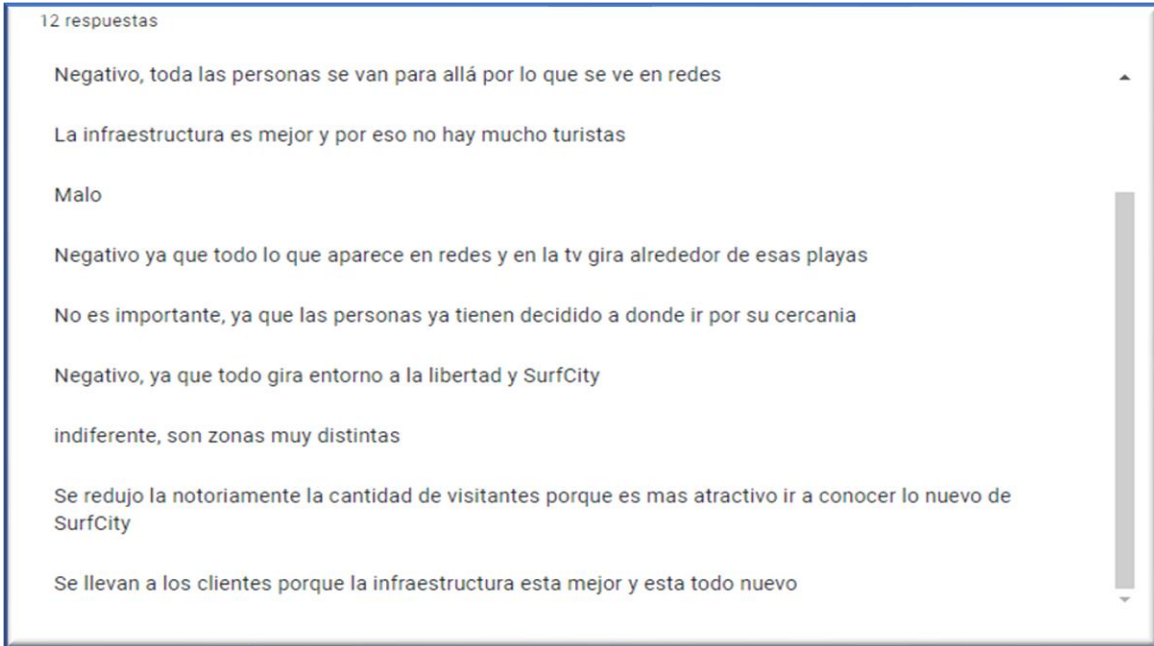 12 respuestas
Negativo, toda las personas se van para allá por lo que se ve en redes
La infraestructura es mejor y por eso no hay mucho turistas
Malo
Negativo ya que todo lo que aparece en redes y en la tv gira alrededor de esas playas
No es importante, ya que las personas ya tienen decidido a donde ir por su cercania
Negativo, ya que todo gira entorno a la libertad y SurfCity
indiferente, son zonas muy distintas
Se redujo la notoriamente la cantidad de visitantes porque es mas atractivo ir a conocer lo nuevo de
SurfCity
Se llevan a los clientes porque la infraestructura esta mejor y esta todo nuevo